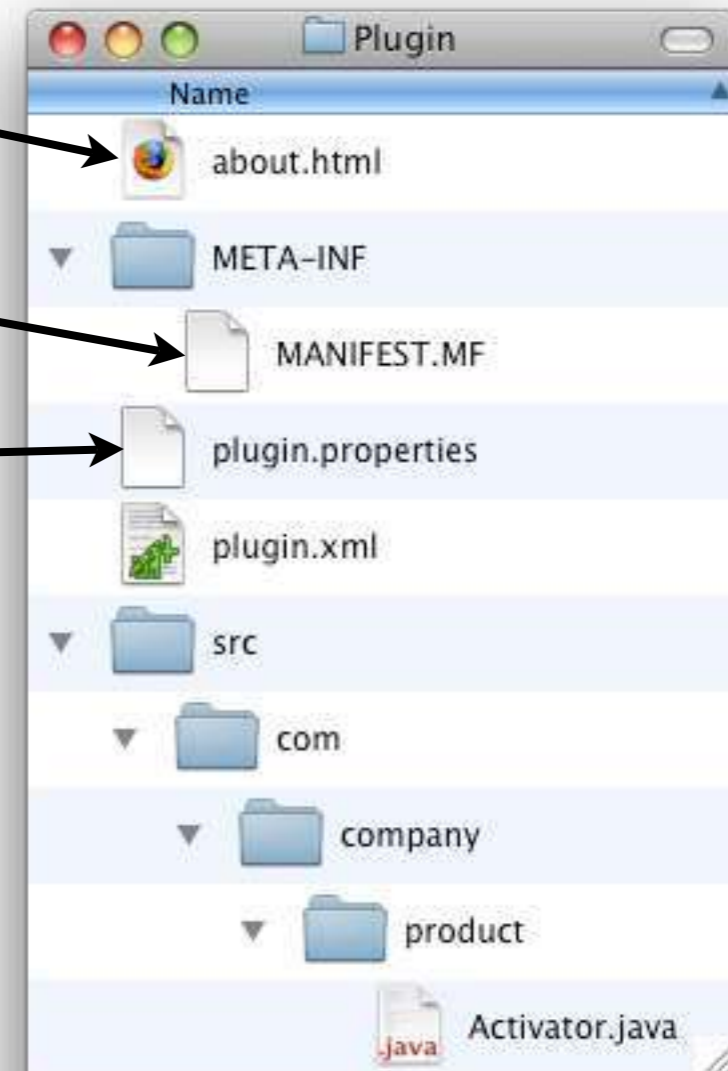 Plugin
Name
about.html
META-INF
MANIFEST.MF
plugin.properties
plugin.xml
src
com
company
product
Activator.java
.java